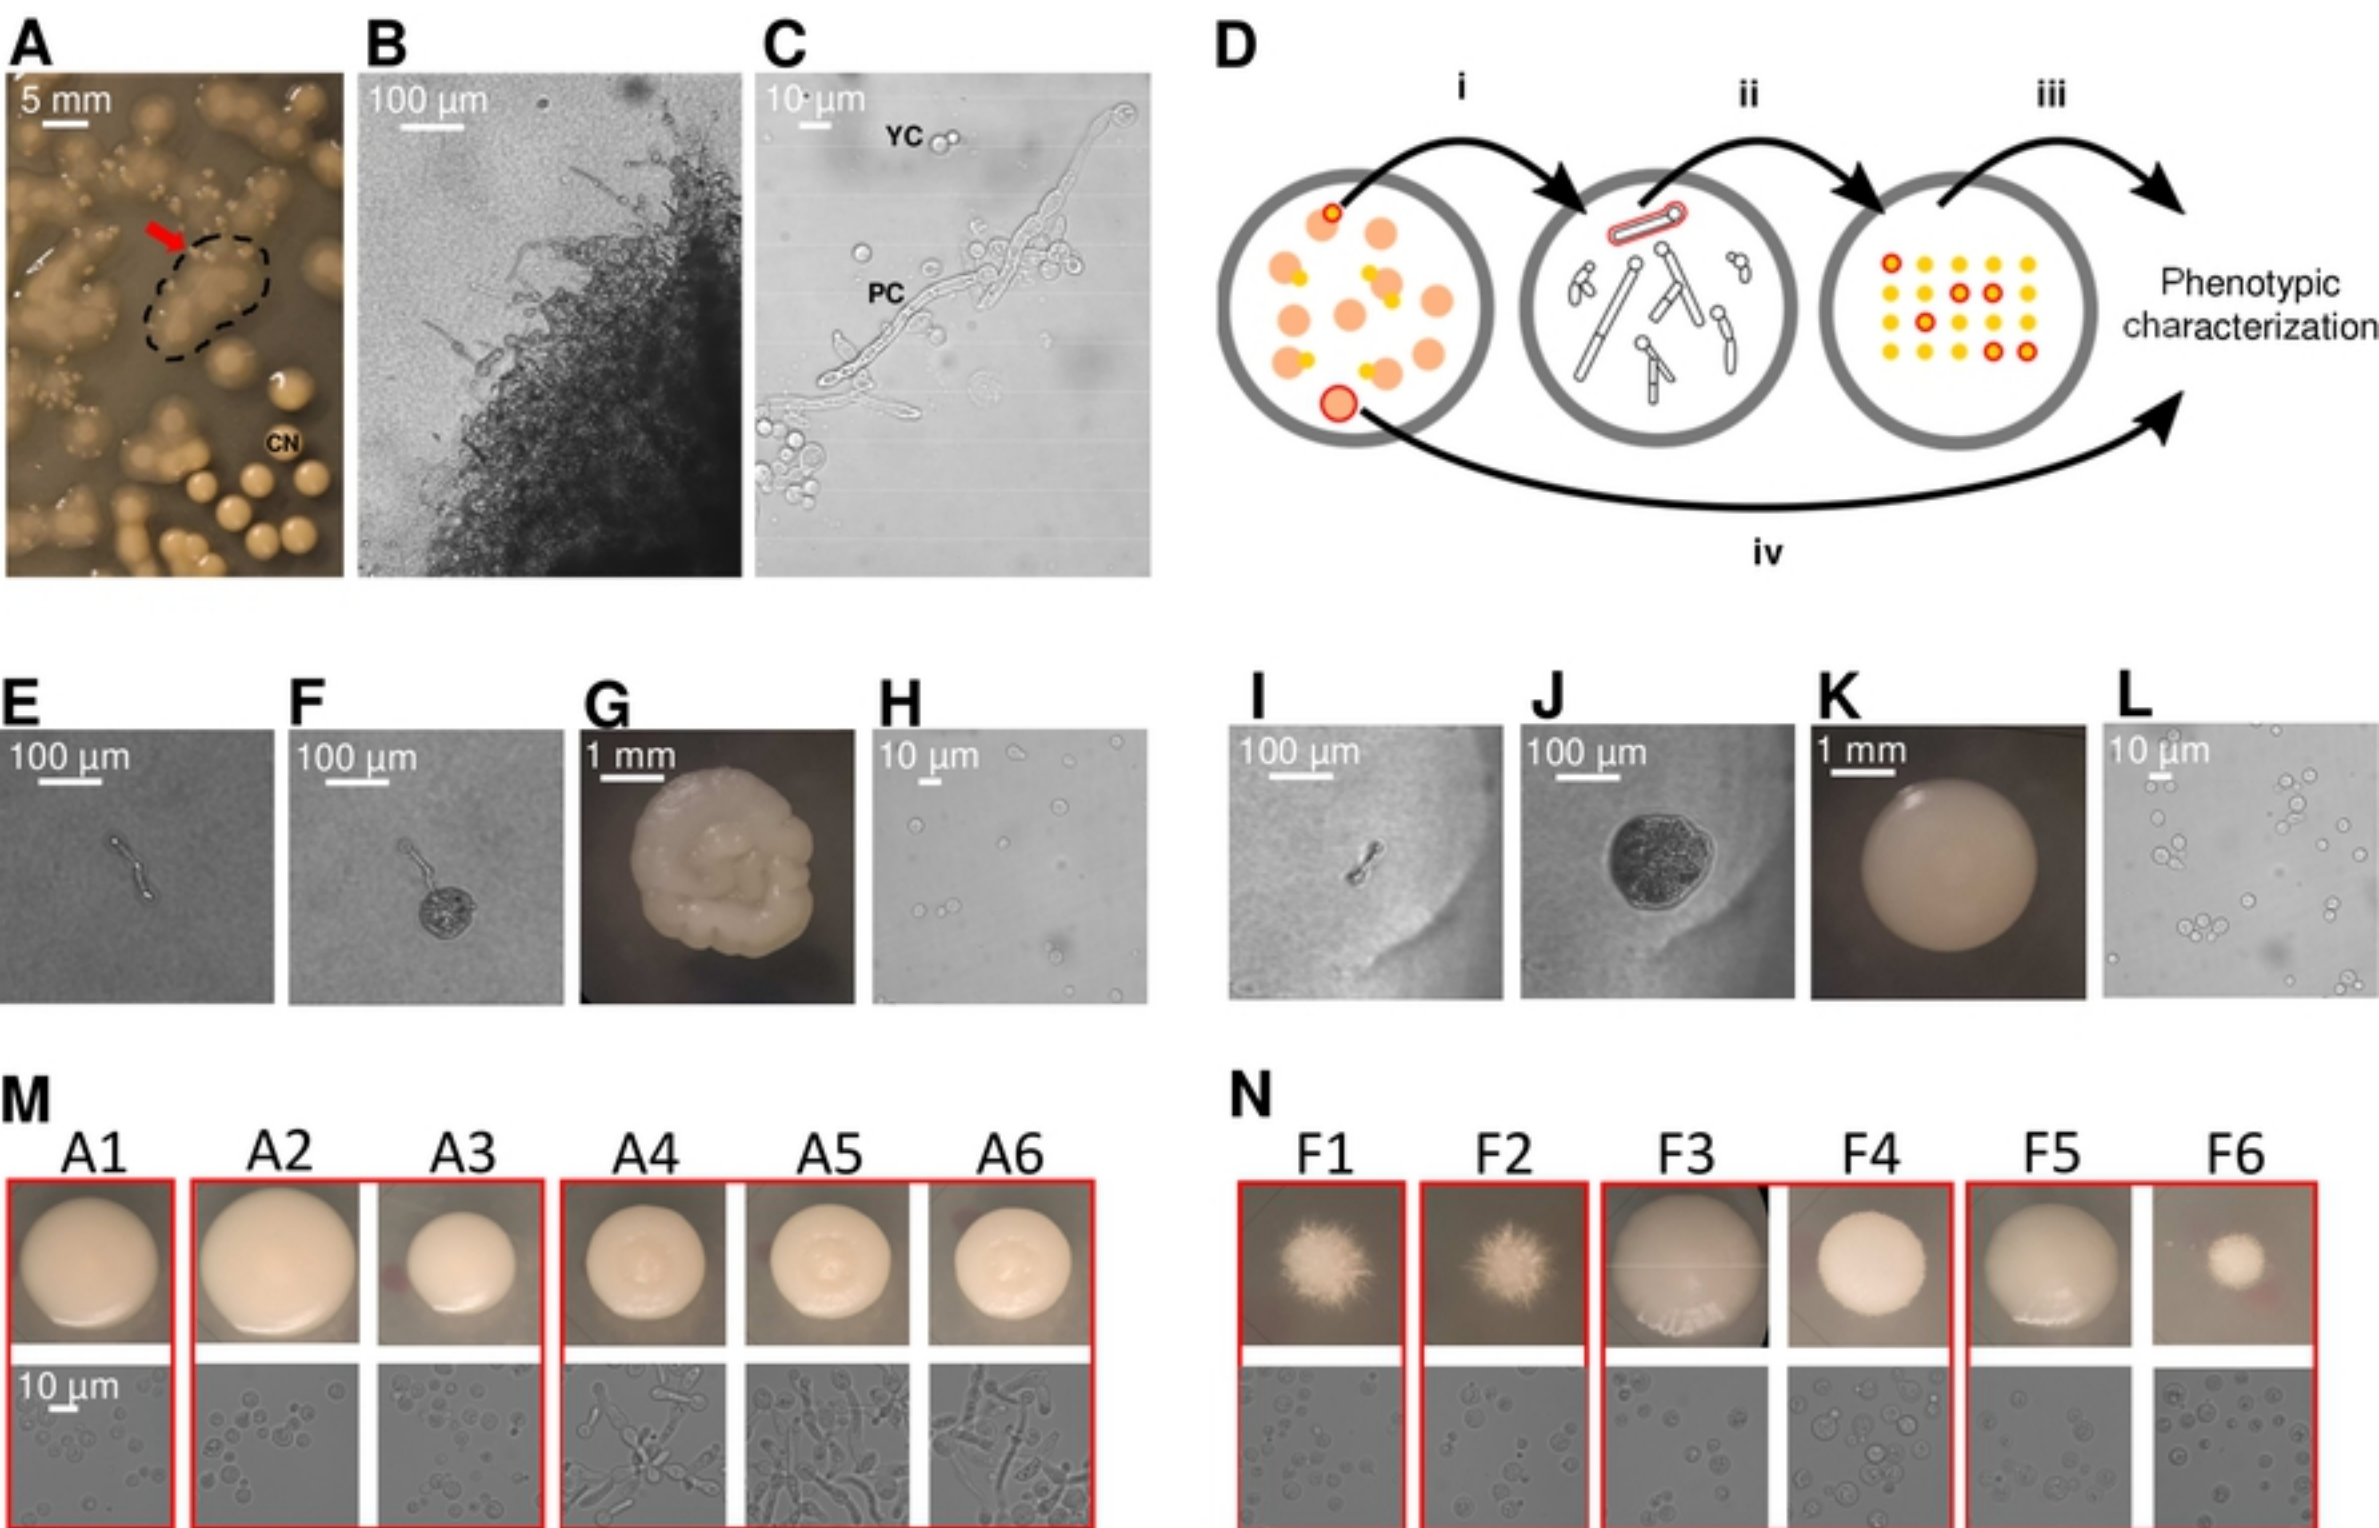 A
B
C
D
5 mm
100 µm
10 µm
YC
PC
CN
i
ii
iii
Phenotypic
characterization
iv
E
F
G
H
I
J
K
L
100 µm
100 µm
1 mm
10 µm
100 µm
100 µm
1 mm
10 µm
M
N
A1
A2
A3
A4
A5
A6
F1
F2
F3
F4
F5
F6
10 µm